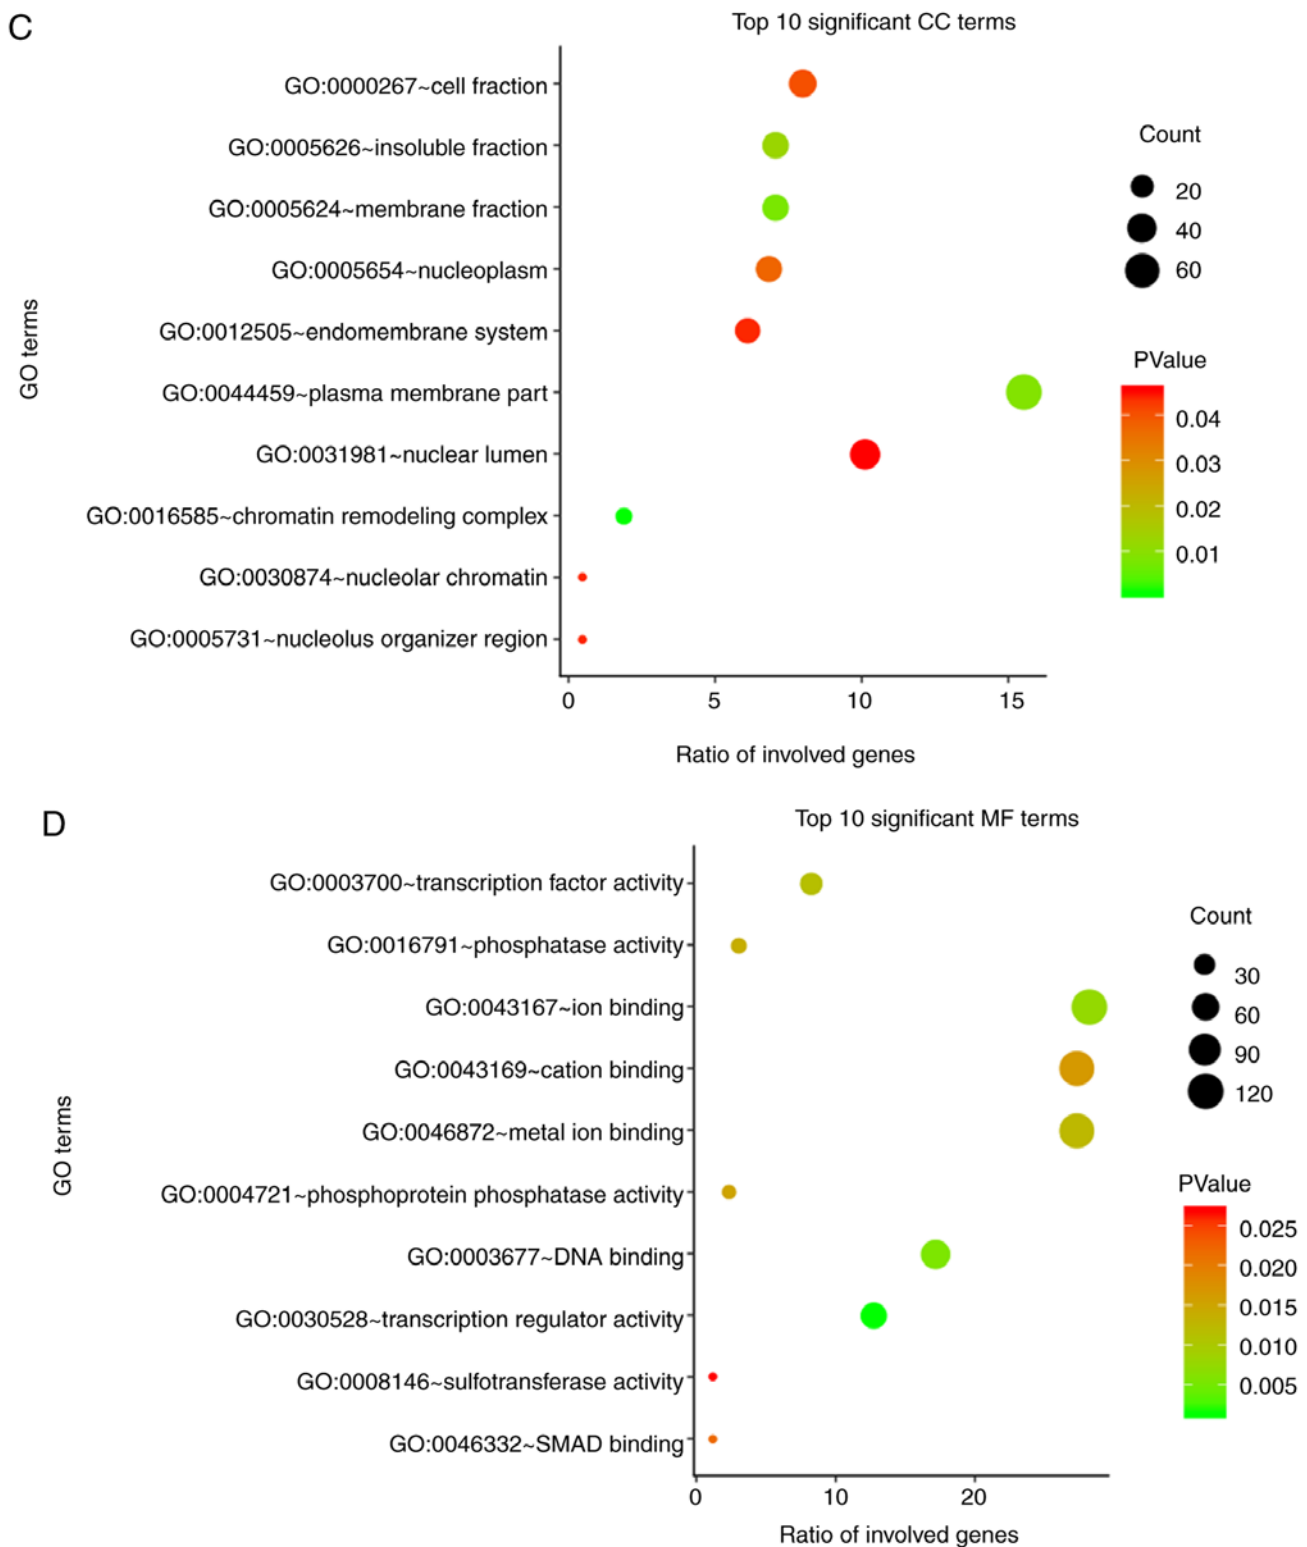 C
Top 10 significant CC terms
GO terms
GO:0000267~cell fraction
GO:0005626~insoluble fraction
GO:0005624~membrane fraction
GO:0005654~nucleoplasm
GO:0012505~endomembrane system
GO:0044459~plasma membrane part
GO:0031981~nuclear lumen
GO:0016585~chromatin remodeling complex
GO:0030874~nucleolar chromatin
GO:0005731~nucleolus organizer region
0 5 10 15
Ratio of involved genes
Count
20
40
60
PValue
0.04
0.03
0.02
0.01
D
Top 10 significant MF terms
GO terms
GO:0003700~transcription factor activity
GO:0016791~phosphatase activity
GO:0043167~ion binding
GO:0043169~cation binding
GO:0046872~metal ion binding
GO:0004721~phosphoprotein phosphatase activity
GO:0003677~DNA binding
GO:0030528~transcription regulator activity
GO:0008146~sulfotransferase activity
GO:0046332~SMAD binding
0 10 20
Ratio of involved genes
Count
30
60
90
120
PValue
0.025
0.020
0.015
0.010
0.005